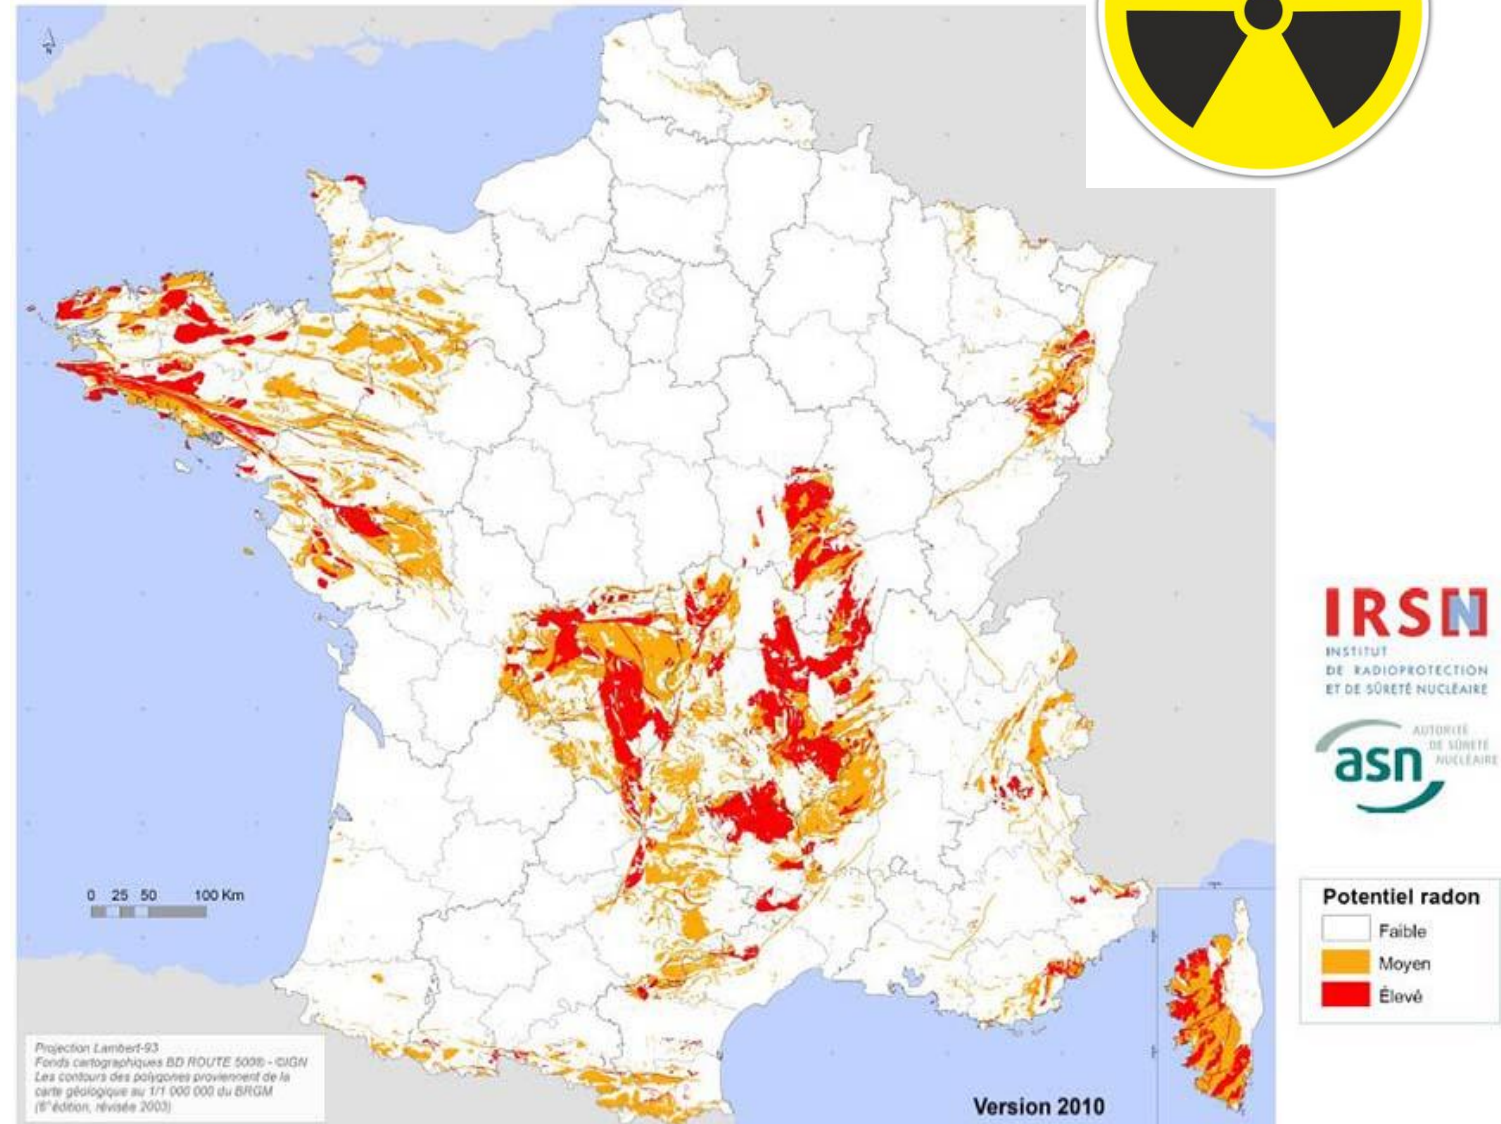 IRSN
INSTITUT
DE RADIOPROTECTION
ET DE SÛRETÉ NUCLÉAIRE
AUTORITÉ
DE SÛRETÉ
NUCLÉAIRE
asn
0 25 50 100 Km
Potentiel radon
Faible
Moyen
Élevé
Projection Lambert-93
Fonds cartographiques BD ROUTE 500® - ©IGN
Les contours des polygones proviennent de la
carte géologique au 1/1 000 000 du BRGM
(6° édition, révisée 2003)
Version 2010